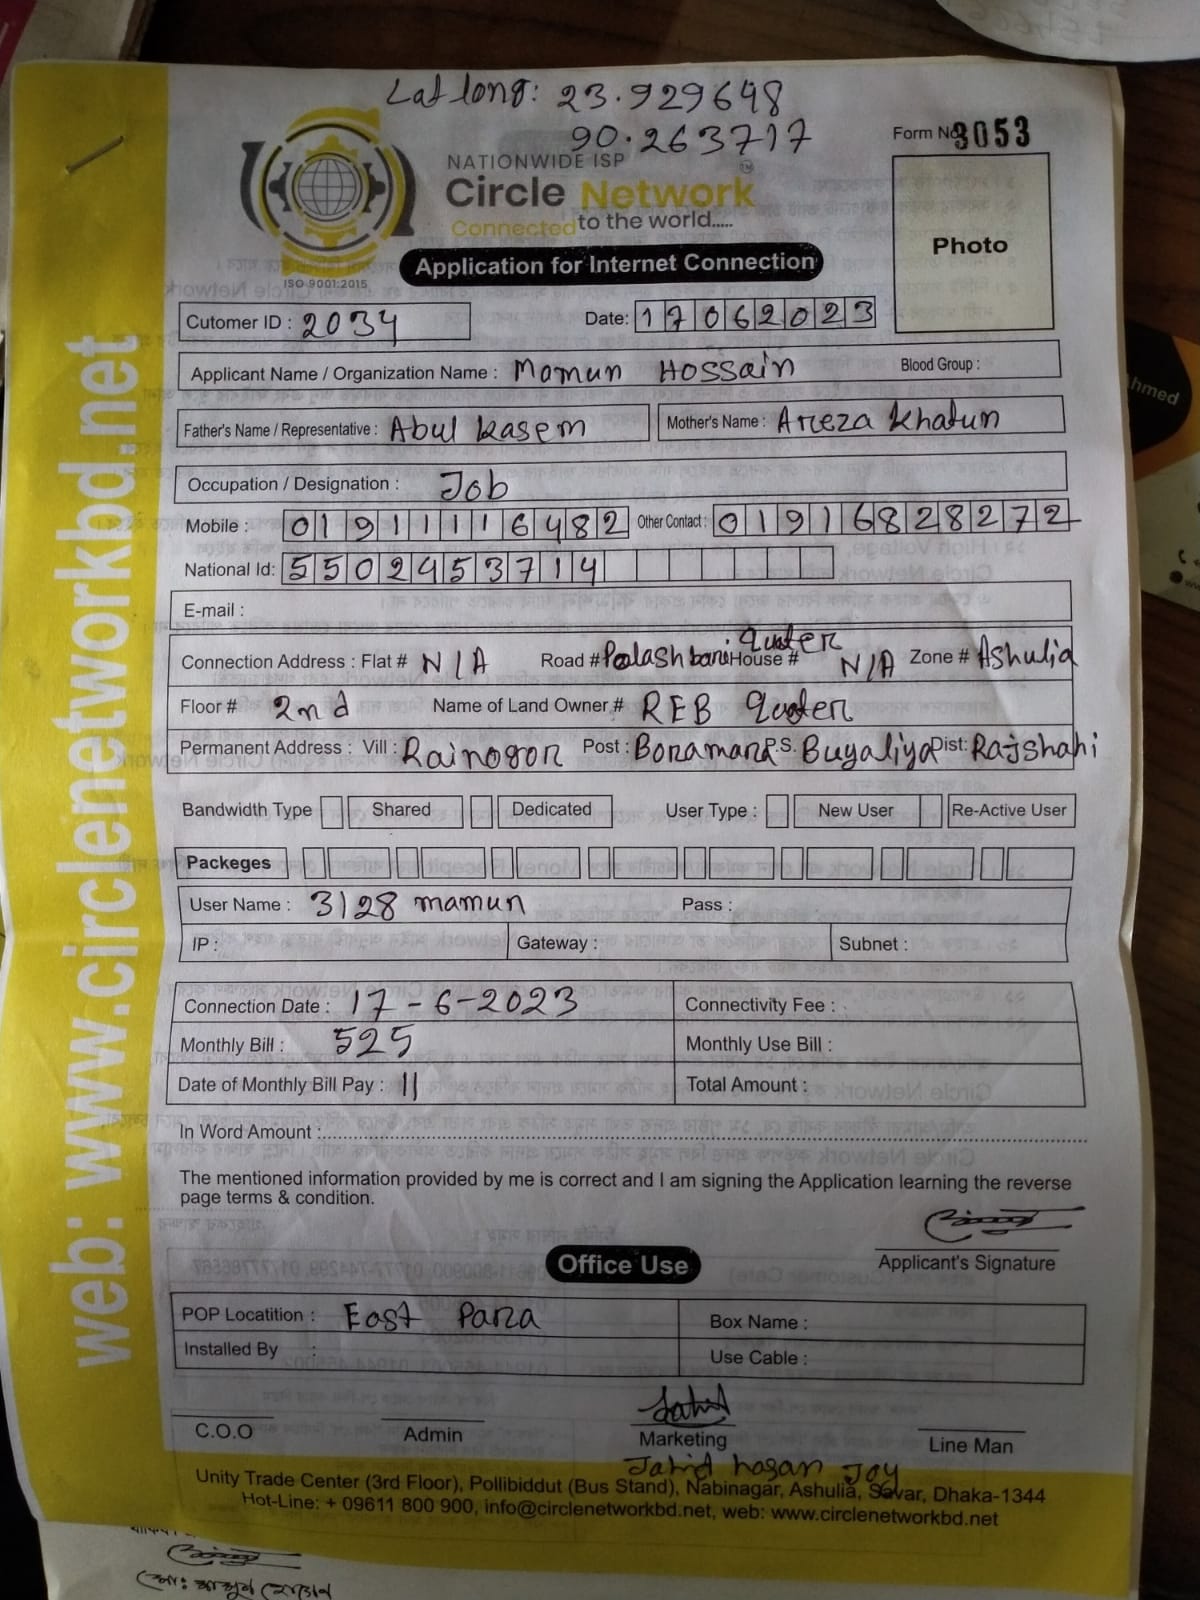 Lat long: 23.929648
90.263717
Form No 3053
NATIONWIDE ISP
Circle Network
Connected to the world.....
ISO 9001:2015
Photo
Application for Internet Connection
Cutomer ID : 2034
Date: 17062023
Applicant Name / Organization Name : Mamun Hossain Blood Group :
Father's Name / Representative : Abul Kasem Mother's Name : Areza Khatun
Occupation / Designation : Job
Mobile : 01911116482 Other Contact : 01916828272
National Id: 5502453714
E-mail :
Connection Address : Flat # N/A Road # Palashbari quater House # N/A Zone # Ashulia
Floor # 2nd Name of Land Owner # REB quater
Permanent Address : Vill : Rainogor Post : Boramara P.S. Buyaliya Dist: Rajshahi
Bandwidth Type Shared Dedicated User Type : New User Re-Active User
Packeges
User Name : 3128 mamun Pass :
IP : Gateway : Subnet :
Connection Date : 17-6-2023 Connectivity Fee :
Monthly Bill : 525 Monthly Use Bill :
Date of Monthly Bill Pay : 11 Total Amount :
In Word Amount :
The mentioned information provided by me is correct and I am signing the Application learning the reverse
page terms & condition.
Applicant's Signature
Office Use
POP Locatition : East Para Box Name :
Installed By : Use Cable :
Jahid
C.O.O Admin Marketing Line Man
Jahid hasan Joy
Unity Trade Center (3rd Floor), Pollibiddut (Bus Stand), Nabinagar, Ashulia, Savar, Dhaka-1344
Hot-Line: + 09611 800 900, info@circlenetworkbd.net, web: www.circlenetworkbd.net
web: www.circlenetworkbd.net
hmed